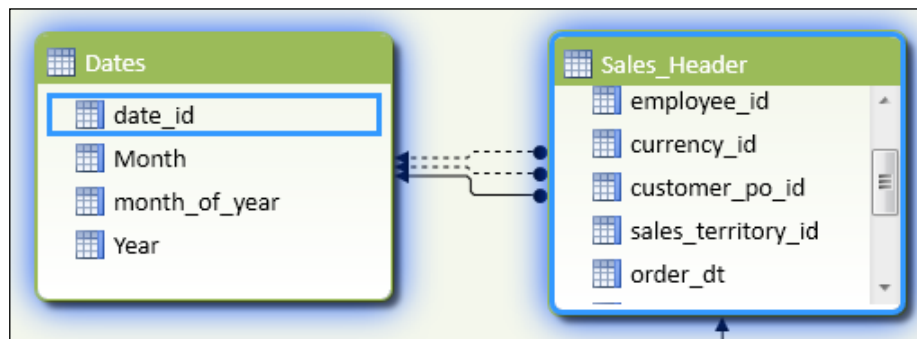 Dates
date_id
Month
month_of_year
Year
Sales_Header
employee_id
currency_id
customer_po_id
sales_territory_id
order_dt